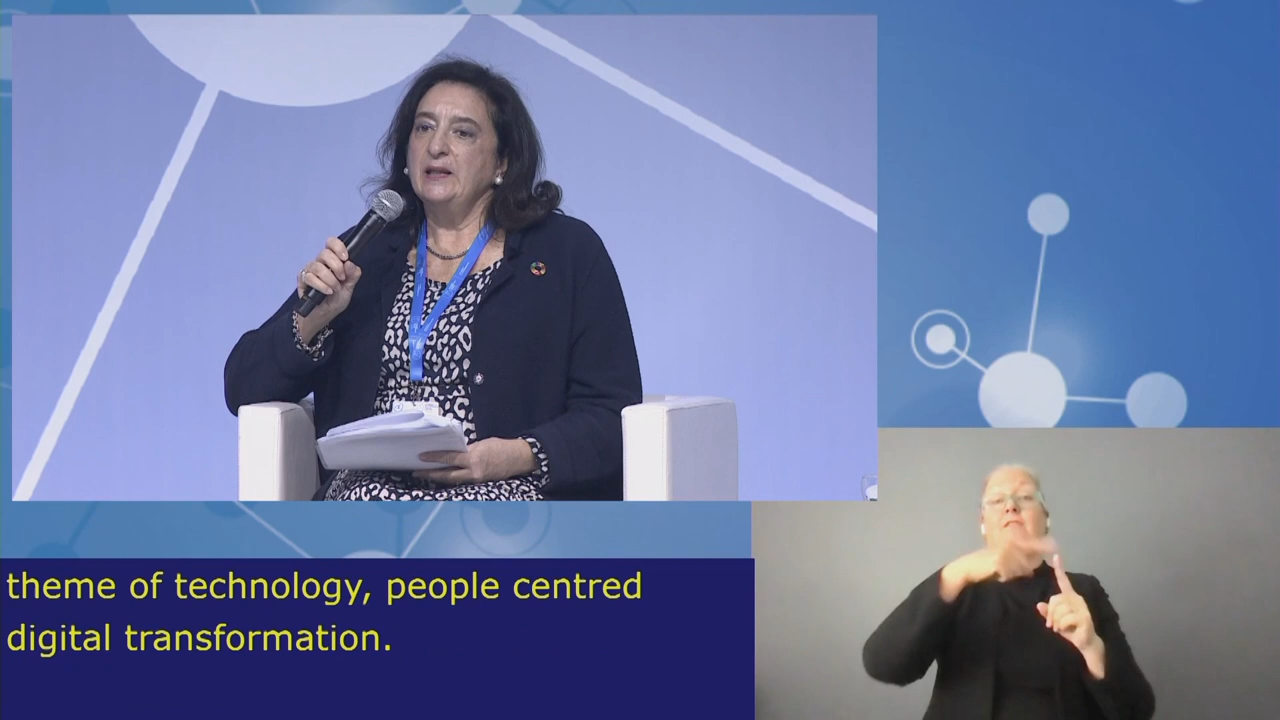 theme of technology, people centred
digital transformation.